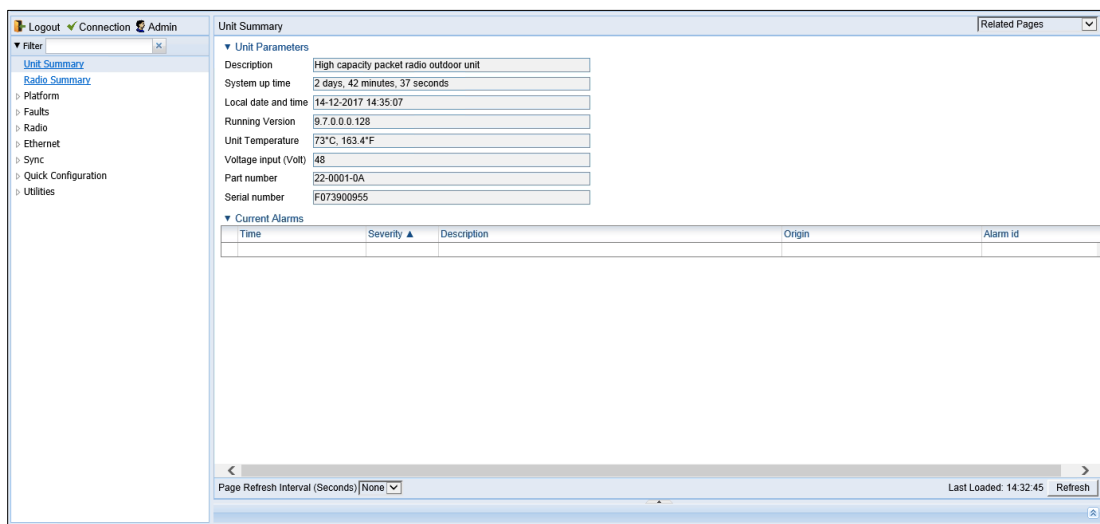 Logout Connection Admin
Filter
Unit Summary
Radio Summary
Platform
Faults
Radio
Ethernet
Sync
Quick Configuration
Utilities
Unit Summary
Related Pages
Unit Parameters
Description High capacity packet radio outdoor unit
System up time 2 days, 42 minutes, 37 seconds
Local date and time 14-12-2017 14:35:07
Running Version 9.7.0.0.0.128
Unit Temperature 73°C, 163.4°F
Voltage input (Volt) 48
Part number 22-0001-0A
Serial number F073900955
Current Alarms
Time Severity ▲ Description Origin Alarm id
Page Refresh Interval (Seconds) None Last Loaded: 14:32:45 Refresh